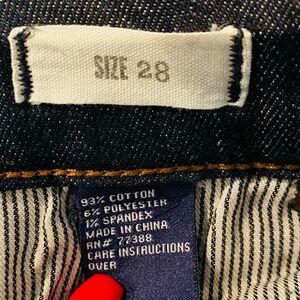 SIZE 28
93% COTTON
6% POLYESTER
1% SPANDEX
MADE IN CHINA
RN# 77388
CARE INSTRUCTIONS
OVER